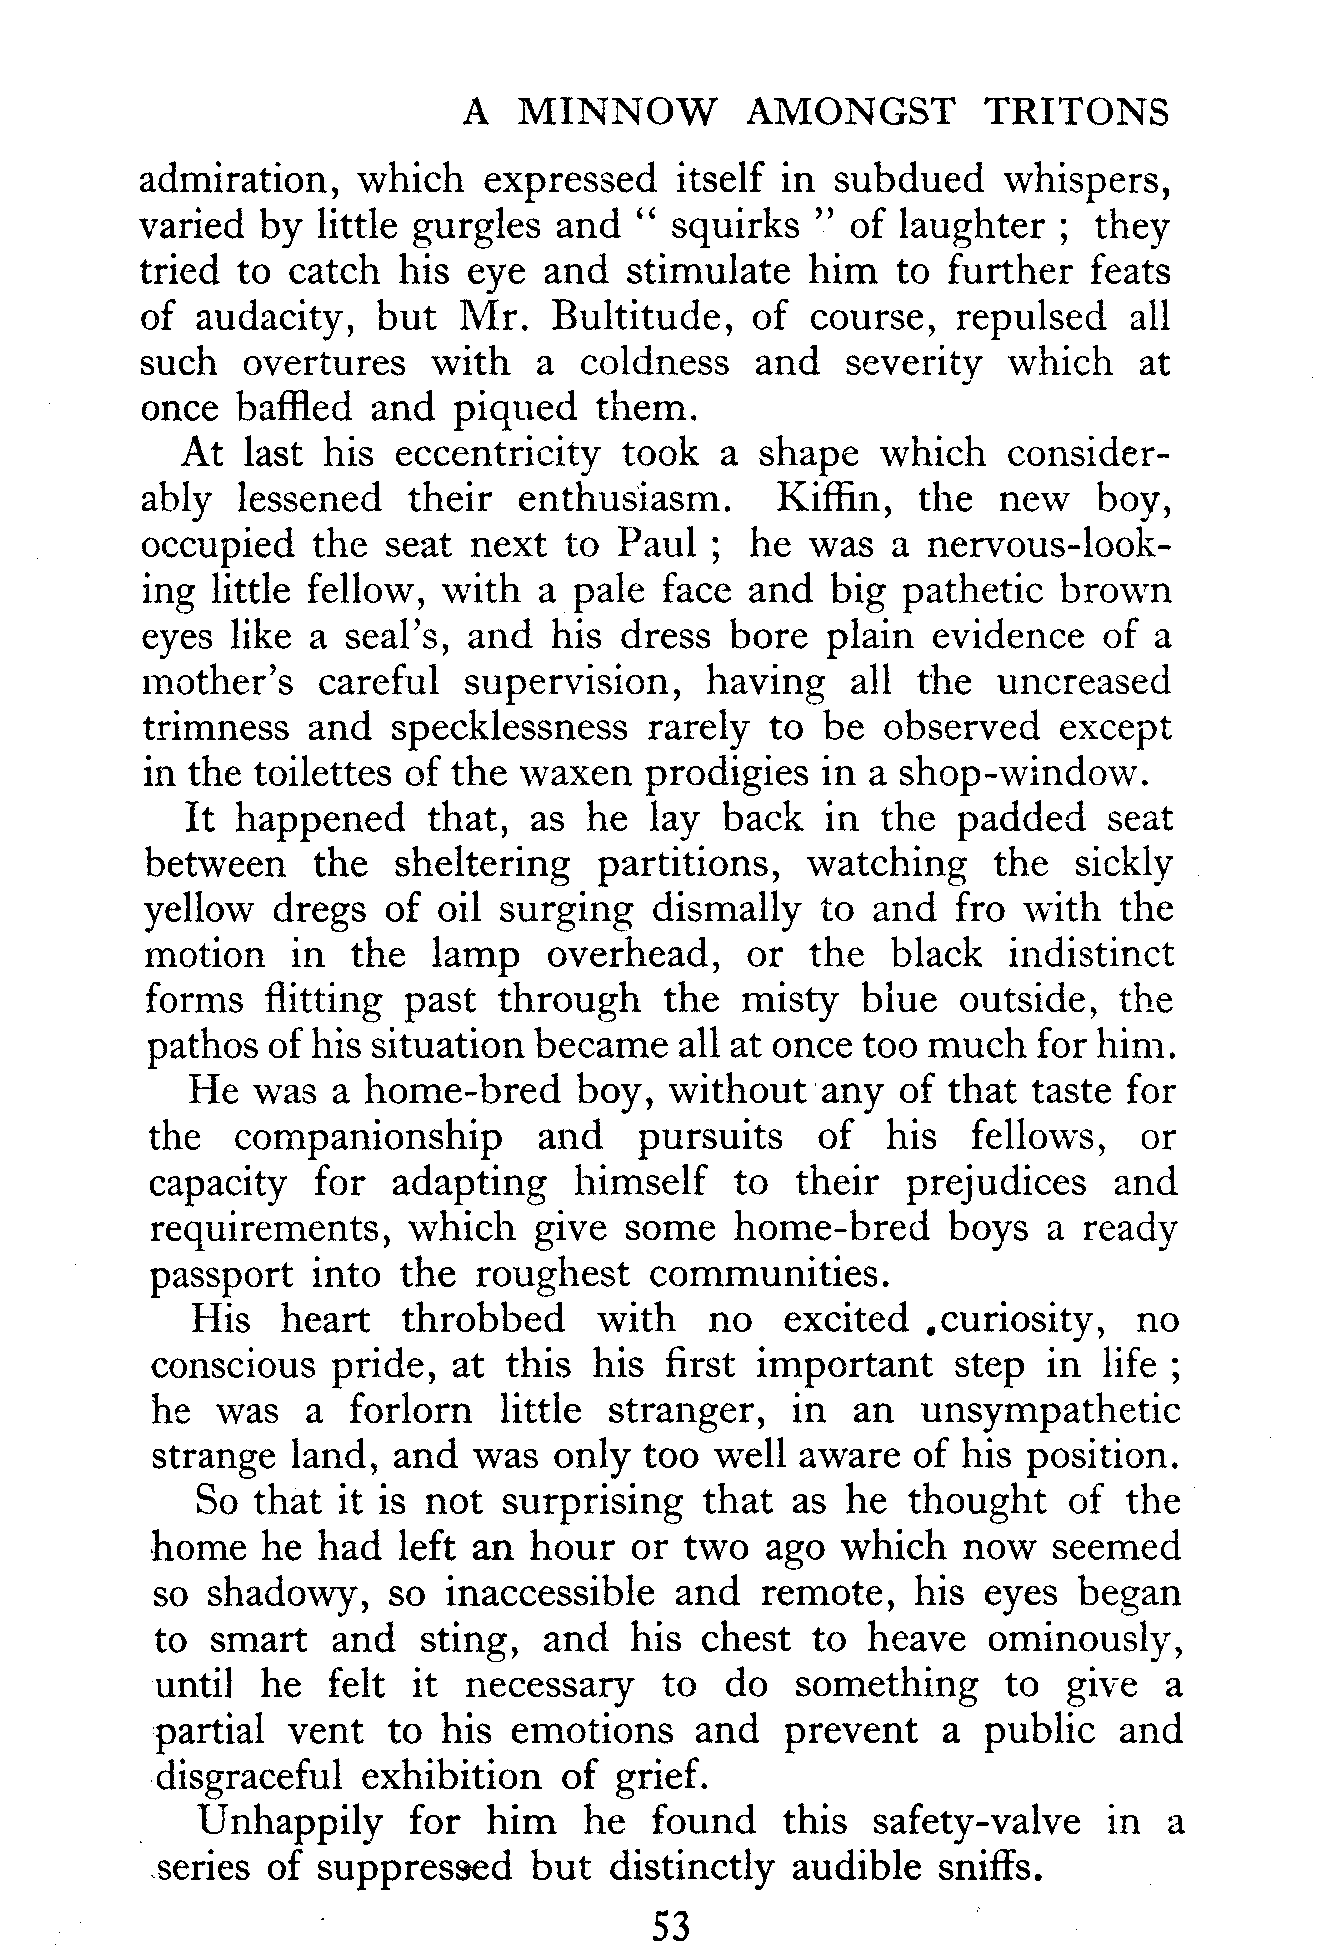 A MINNOW AMONGST TRITONS
admiration, which expressed itself in subdued whispers,
varied by little gurgles and “ squirks ” of laughter ; they
tried to catch his eye and stimulate him to further feats
of audacity, but Mr. Bultitude, of course, repulsed all
such overtures with a coldness and severity which at
once baffled and piqued them.
At last his eccentricity took a shape which consider-
ably lessened their enthusiasm. Kiffin, the new boy,
occupied the seat next to Paul ; he was a nervous-look-
ing little fellow, with a pale face and big pathetic brown
eyes like a seal’s, and his dress bore plain evidence of a
mother’s careful supervision, having all the uncreased
trimness and specklessness rarely to be observed except
in the toilettes of the waxen prodigies in a shop-window.
It happened that, as he lay back in the padded seat
between the sheltering partitions, watching the sickly
yellow dregs of oil surging dismally to and fro with the
motion in the lamp overhead, or the black indistinct
forms flitting past through the misty blue outside, the
pathos of his situation became all at once too much for him.
He was a home-bred boy, without any of that taste for
the companionship and pursuits of his fellows, or
capacity for adapting himself to their prejudices and
requirements, which give some home-bred boys a ready
passport into the roughest communities.
His heart throbbed with no excited curiosity, no
conscious pride, at this his first important step in life ;
he was a forlorn little stranger, in an unsympathetic
strange land, and was only too well aware of his position.
So that it is not surprising that as he thought of the
home he had left an hour or two ago which now seemed
so shadowy, so inaccessible and remote, his eyes began
to smart and sting, and his chest to heave ominously,
until he felt it necessary to do something to give a
partial vent to his emotions and prevent a public and
disgraceful exhibition of grief.
Unhappily for him he found this safety-valve in a
series of suppressed but distinctly audible sniffs.
53